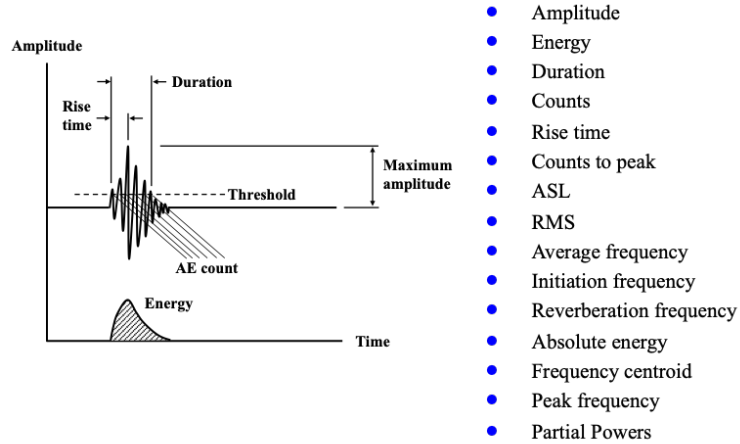 Amplitude
Duration
Rise
time
Maximum
amplitude
Threshold
AE count
Energy
Time
• Amplitude
• Energy
• Duration
• Counts
• Rise time
• Counts to peak
• ASL
• RMS
• Average frequency
• Initiation frequency
• Reverberation frequency
• Absolute energy
• Frequency centroid
• Peak frequency
• Partial Powers